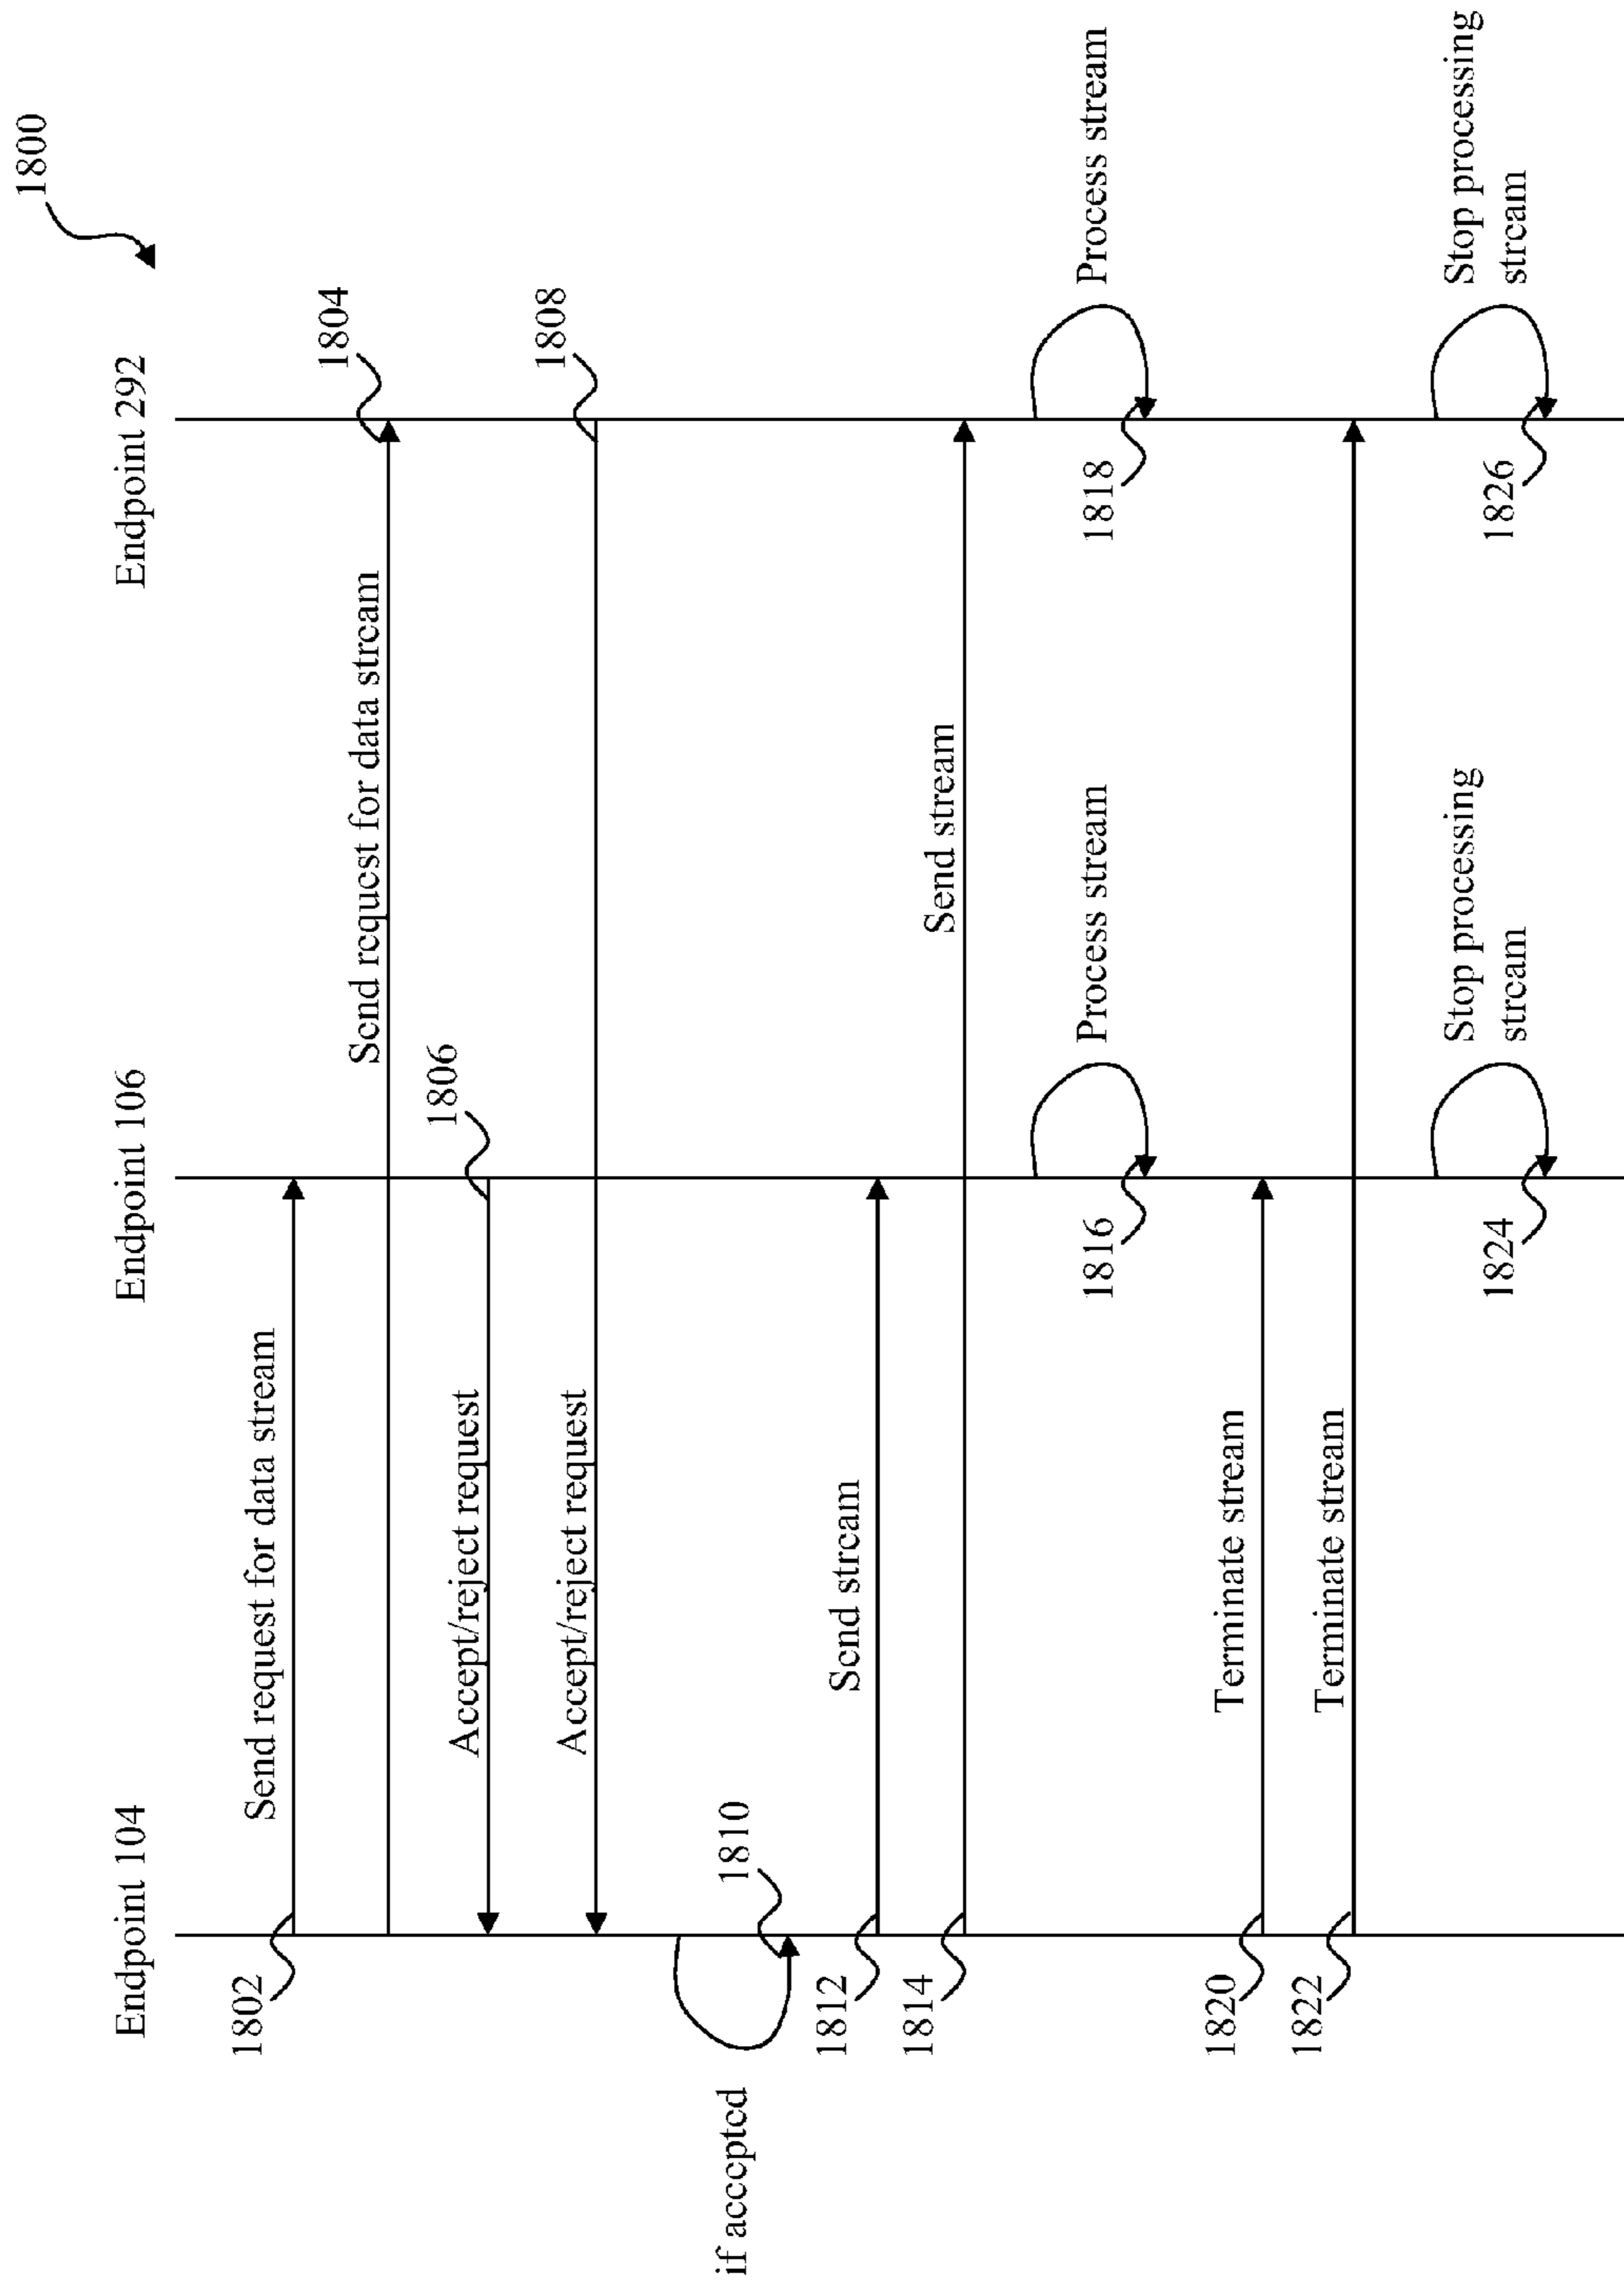 1800
Endpoint 104
Endpoint 106
Endpoint 292
1802
Send request for data stream
Send request for data stream
1804
Accept/reject request
1806
Accept/reject request
1808
if accepted
1810
1812
Send stream
1814
Send stream
1816
Process stream
1818
Process stream
1820
Terminate stream
1822
Terminate stream
1824
Stop processing
stream
1826
Stop processing
stream